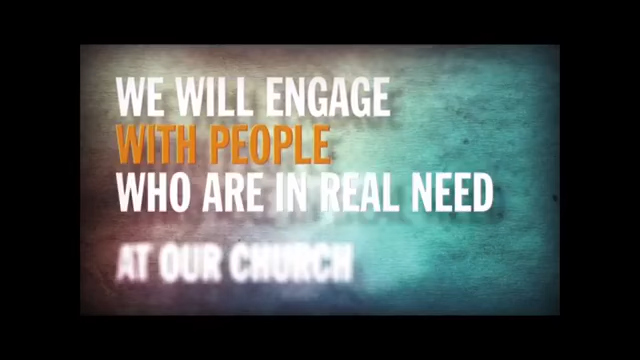 WE WILL ENGAGE
WITH PEOPLE
WHO ARE IN REAL NEED
AT OUR CHURCH